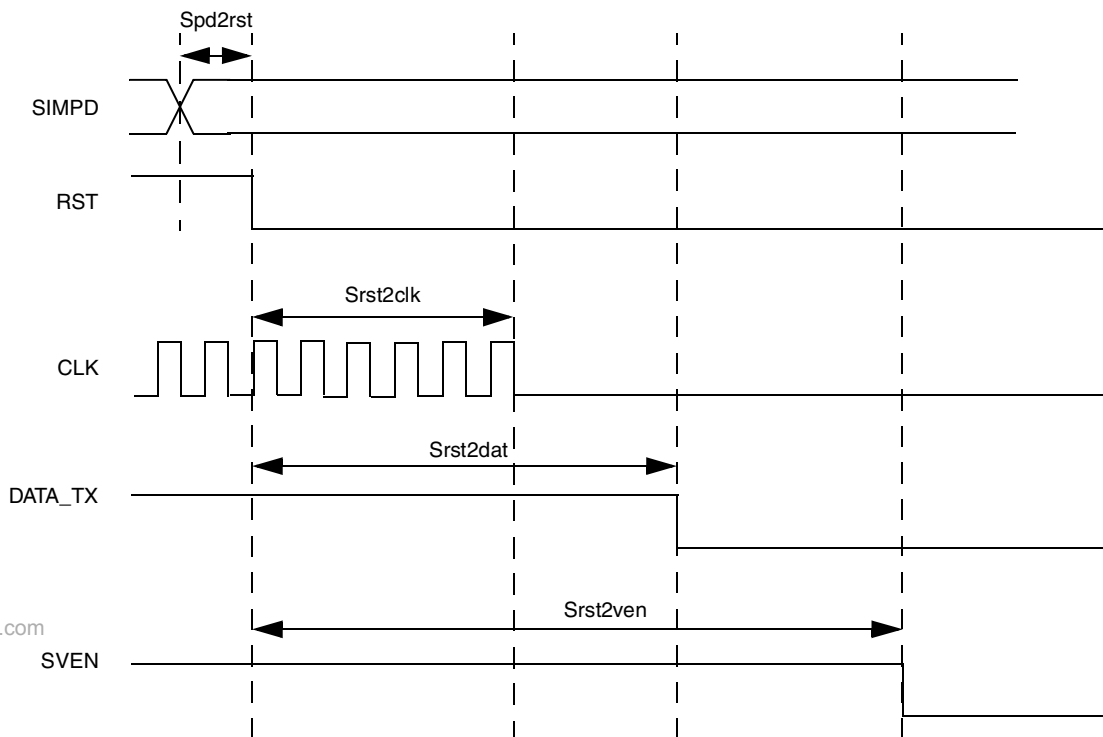 Spd2rst
SIMPD
RST
Srst2clk
CLK
Srst2dat
DATA_TX
Srst2ven
.com
SVEN